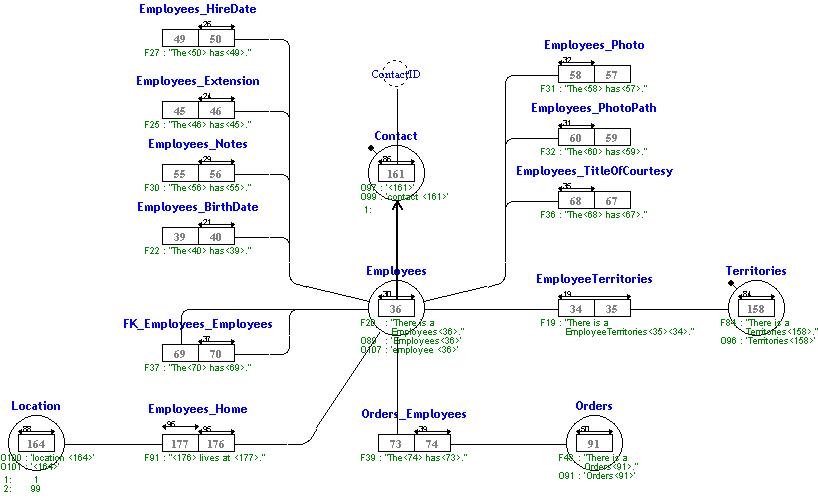 Employees_HireDate
26
49 50
F27 : "The<50> has<49>."
Employees_Extension
24
45 46
F25 : "The<46> has<45>."
Employees_Notes
29
55 56
F30 : "The<56> has<55>."
Employees_BirthDate
21
39 40
F22 : "The<40> has<39>."
ContactID
Contact
86
161
O97 : '<161>'
O99 : 'contact <161>'
1:
Employees_Photo
32
58 57
F31 : "The<58> has<57>."
Employees_PhotoPath
31
60 59
F32 : "The<60> has<59>."
Employees_TitleOfCourtesy
35
68 67
F36 : "The<68> has<67>."
Employees
30
36
F20 : "There is a
Employees<36>."
O89 : 'Employees<36>'
O107 : 'employee <36>'
EmployeeTerritories
19
34 35
F19 : "There is a
EmployeeTerritories<35><34>."
Territories
84
158
F84 : "There is a
Territories<158>."
O96 : 'Territories<158>'
FK_Employees_Employees
37
69 70
F37 : "The<70> has<69>."
Location
88
164
O100 : 'location <164>'
O101 : '<164>'
1: 1
2: 99
Employees_Home
96 95
177 176
F91 : "<176> lives at <177>."
Orders_Employees
39
73 74
F39 : "The<74> has<73>."
Orders
50
91
F49 : "There is a
Orders<91>."
O91 : 'Orders<91>'